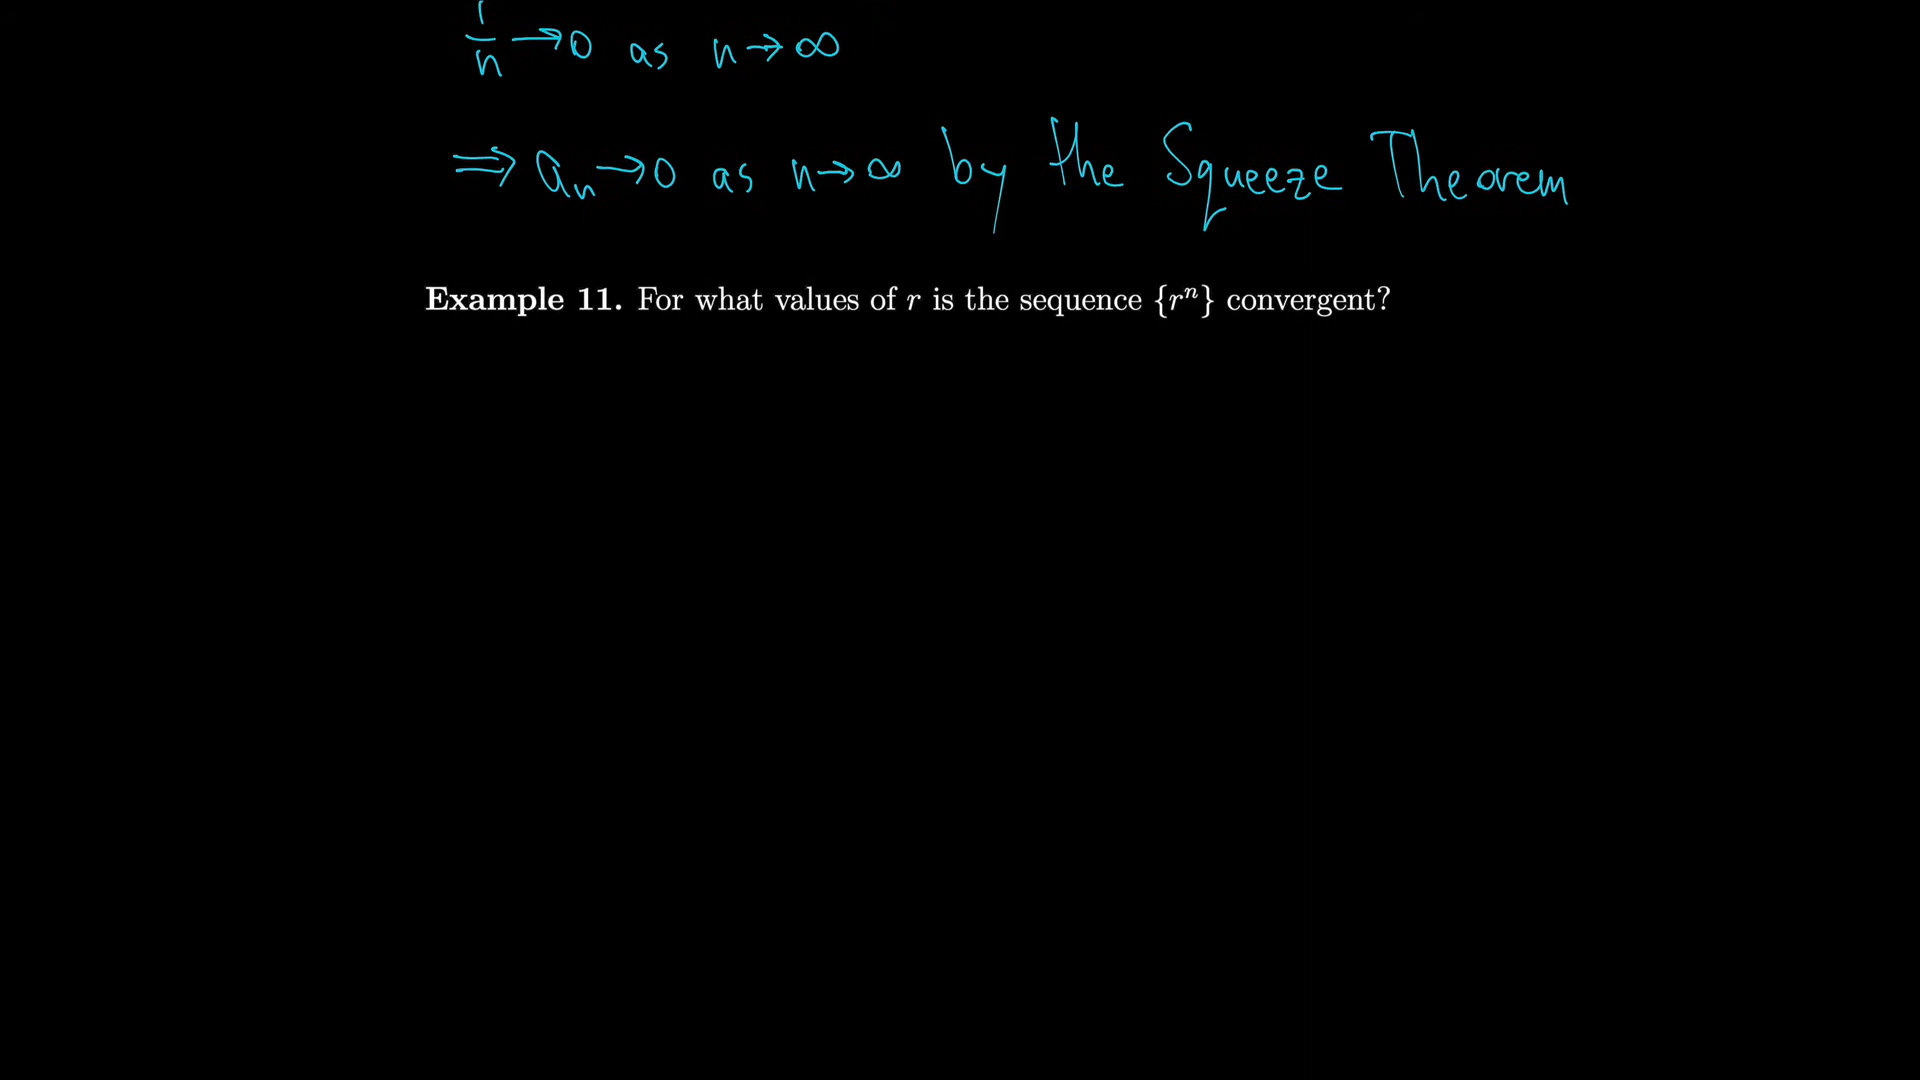 1/n → 0 as n → ∞
⇒ aₙ → 0 as n → ∞ by the Squeeze Theorem
Example 11. For what values of r is the sequence {rⁿ} convergent?